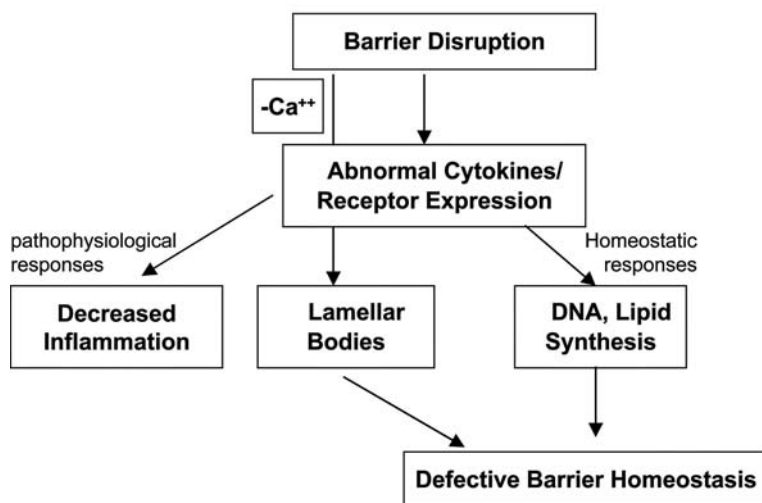 Barrier Disruption
-Ca⁺⁺
Abnormal Cytokines/
Receptor Expression
pathophysiological
responses
Homeostatic
responses
Decreased
Inflammation
Lamellar
Bodies
DNA, Lipid
Synthesis
Defective Barrier Homeostasis